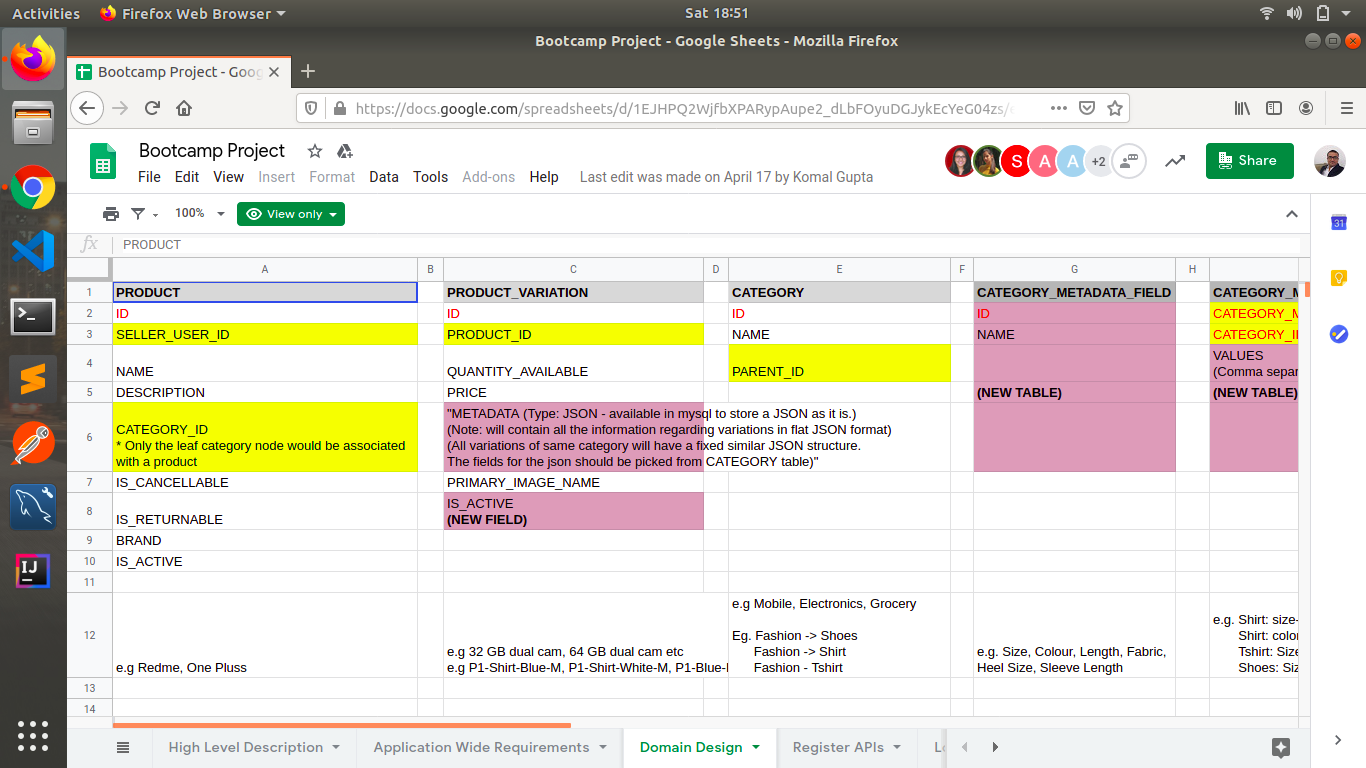 Activities
Firefox Web Browser
Sat 18:51
Bootcamp Project - Google Sheets - Mozilla Firefox
Bootcamp Project - Goog
https://docs.google.com/spreadsheets/d/1EJHPQ2WjfbXPARypAupe2_dLbFOyuDGJykEcYeG04zs/
Bootcamp Project
S A A +2
Share
File Edit View Insert Format Data Tools Add-ons Help Last edit was made on April 17 by Komal Gupta
100% View only
31
fx PRODUCT
A B C D E F G H
1 PRODUCT PRODUCT_VARIATION CATEGORY CATEGORY_METADATA_FIELD CATEGORY_M
2 ID ID ID ID CATEGORY_M
3 SELLER_USER_ID PRODUCT_ID NAME NAME CATEGORY_I
VALUES
4 NAME QUANTITY_AVAILABLE PARENT_ID (Comma separ
5 DESCRIPTION PRICE (NEW TABLE) (NEW TABLE)
"METADATA (Type: JSON - available in mysql to store a JSON as it is.)
CATEGORY_ID (Note: will contain all the information regarding variations in flat JSON format)
6 * Only the leaf category node would be associated (All variations of same category will have a fixed similar JSON structure.
with a product The fields for the json should be picked from CATEGORY table)"
7 IS_CANCELLABLE PRIMARY_IMAGE_NAME
IS_ACTIVE
8 IS_RETURNABLE (NEW FIELD)
9 BRAND
10 IS_ACTIVE
11
e.g Mobile, Electronics, Grocery
e.g. Shirt: size-
12 Eg. Fashion -> Shoes Shirt: color
e.g 32 GB dual cam, 64 GB dual cam etc Fashion -> Shirt e.g. Size, Colour, Length, Fabric, Tshirt: Size
e.g Redme, One Pluss e.g P1-Shirt-Blue-M, P1-Shirt-White-M, P1-Blue- Fashion - Tshirt Heel Size, Sleeve Length Shoes: Siz
13
14
High Level Description Application Wide Requirements Domain Design Register APIs
IJ